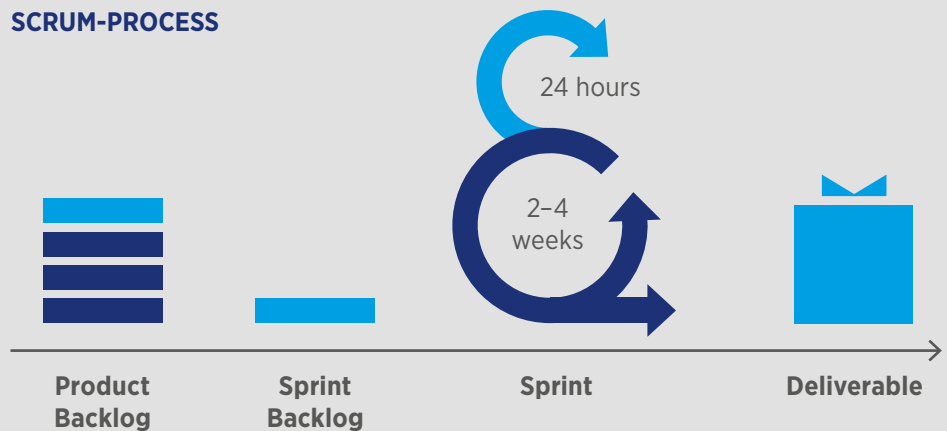 SCRUM-PROCESS
24 hours
2–4
weeks
Product
Backlog
Sprint
Backlog
Sprint
Deliverable